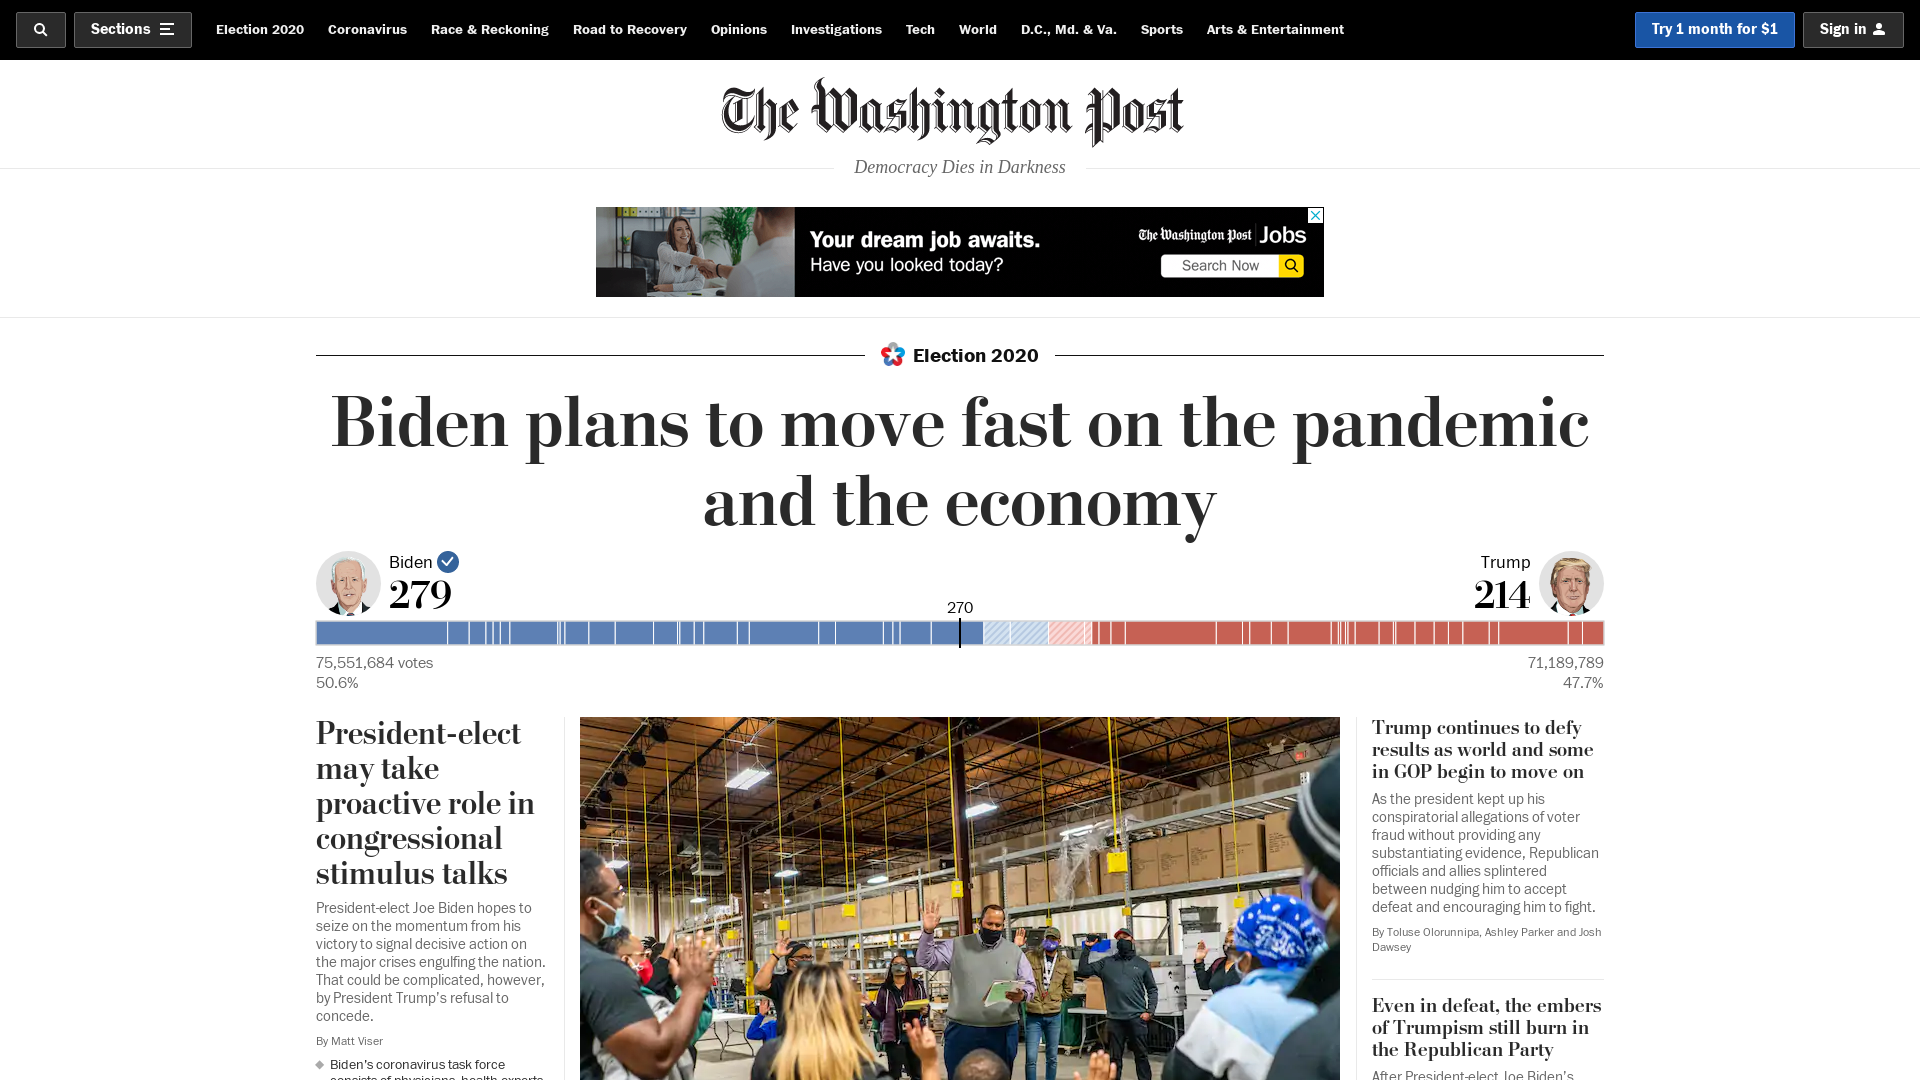 Sections
Election 2020
Coronavirus
Race & Reckoning
Road to Recovery
Opinions
Investigations
Tech
World
D.C., Md. & Va.
Sports
Arts & Entertainment
Try 1 month for $1
Sign in
The Washington Post
Democracy Dies in Darkness
Your dream job awaits.
Have you looked today?
The Washington Post Jobs
Search Now
Election 2020
Biden plans to move fast on the pandemic
and the economy
Biden
279
270
Trump
214
75,551,684 votes
50.6%
71,189,789
47.7%
President-elect
may take
proactive role in
congressional
stimulus talks
President-elect Joe Biden hopes to
seize on the momentum from his
victory to signal decisive action on
the major crises engulfing the nation.
That could be complicated, however,
by President Trump’s refusal to
concede.
By Matt Viser
Biden's coronavirus task force
consists of physicians, health experts
Trump continues to defy
results as world and some
in GOP begin to move on
As the president kept up his
conspiratorial allegations of voter
fraud without providing any
substantiating evidence, Republican
officials and allies splintered
between nudging him to accept
defeat and encouraging him to fight.
By Toluse Olorunnipa, Ashley Parker and Josh
Dawsey
Even in defeat, the embers
of Trumpism still burn in
the Republican Party
After President-elect Joe Biden’s